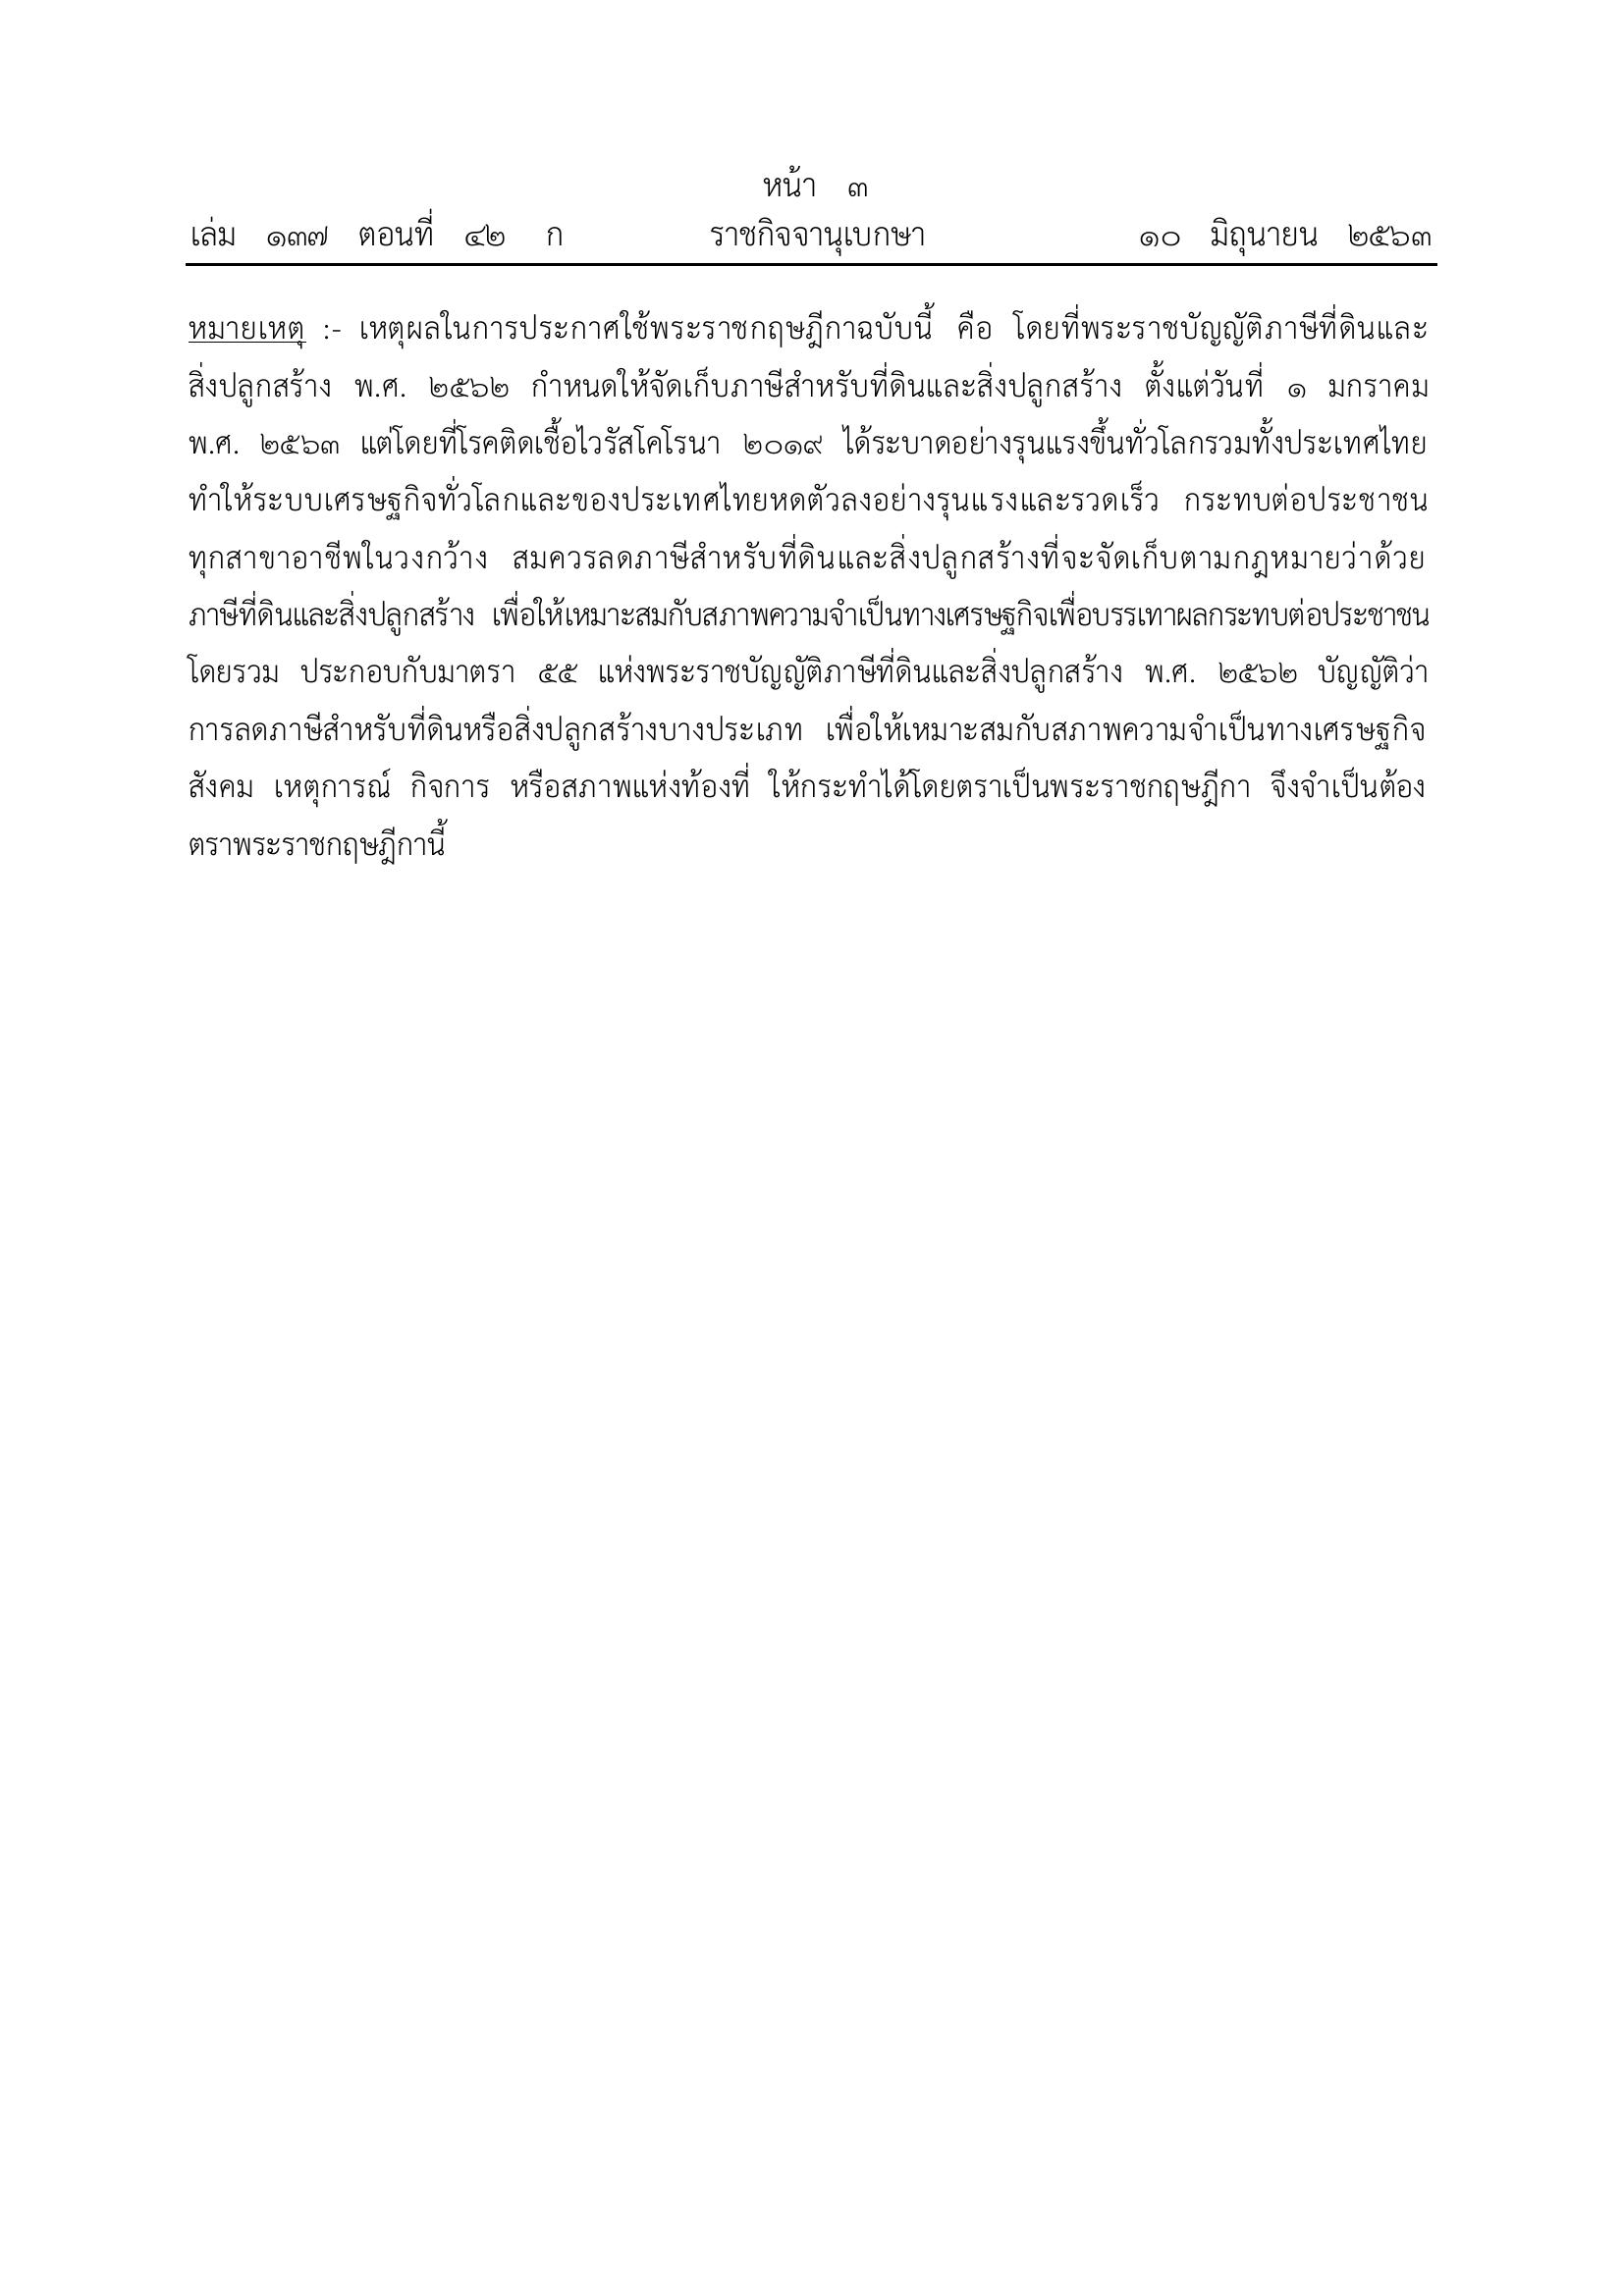 หน้า ๓
เล่ม ๑๓๗ ตอนที่ ๔๒ ก ราชกิจจานุเบกษา ๑๐ มิถุนายน ๒๕๖๓
หมายเหตุ :- เหตุผลในการประกาศใช้พระราชกฤษฎีกาฉบับนี้ คือ โดยที่พระราชบัญญัติภาษีที่ดินและ
สิ่งปลูกสร้าง พ.ศ. ๒๕๖๒ กำหนดให้จัดเก็บภาษีสำหรับที่ดินและสิ่งปลูกสร้าง ตั้งแต่วันที่ ๑ มกราคม
พ.ศ. ๒๕๖๓ แต่โดยที่โรคติดเชื้อไวรัสโคโรนา ๒๐๑๙ ได้ระบาดอย่างรุนแรงขึ้นทั่วโลกรวมทั้งประเทศไทย
ทำให้ระบบเศรษฐกิจทั่วโลกและของประเทศไทยหดตัวลงอย่างรุนแรงและรวดเร็ว กระทบต่อประชาชน
ทุกสาขาอาชีพในวงกว้าง สมควรลดภาษีสำหรับที่ดินและสิ่งปลูกสร้างที่จะจัดเก็บตามกฎหมายว่าด้วย
ภาษีที่ดินและสิ่งปลูกสร้าง เพื่อให้เหมาะสมกับสภาพความจำเป็นทางเศรษฐกิจเพื่อบรรเทาผลกระทบต่อประชาชน
โดยรวม ประกอบกับมาตรา ๕๕ แห่งพระราชบัญญัติภาษีที่ดินและสิ่งปลูกสร้าง พ.ศ. ๒๕๖๒ บัญญัติว่า
การลดภาษีสำหรับที่ดินหรือสิ่งปลูกสร้างบางประเภท เพื่อให้เหมาะสมกับสภาพความจำเป็นทางเศรษฐกิจ
สังคม เหตุการณ์ กิจการ หรือสภาพแห่งท้องที่ ให้กระทำได้โดยตราเป็นพระราชกฤษฎีกา จึงจำเป็นต้อง
ตราพระราชกฤษฎีกานี้